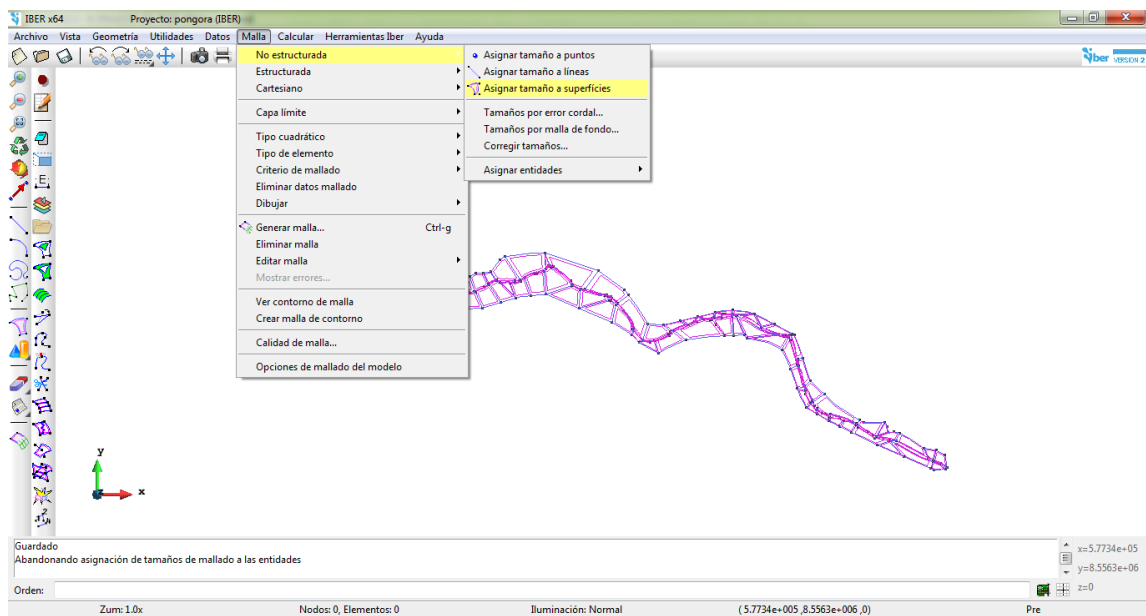 IBER x64 Proyecto: pongora (IBER)
Archivo Vista Geometría Utilidades Datos Malla Calcular Herramientas Iber Ayuda
No estructurada
Estructurada
Cartesiano
Capa límite
Tipo cuadrático
Tipo de elemento
Criterio de mallado
Eliminar datos mallado
Dibujar
Generar malla... Ctrl-g
Eliminar malla
Editar malla
Mostrar errores...
Ver contorno de malla
Crear malla de contorno
Calidad de malla...
Opciones de mallado del modelo
Asignar tamaño a puntos
Asignar tamaño a líneas
Asignar tamaño a superfícies
Tamaños por error cordal...
Tamaños por malla de fondo...
Corregir tamaños...
Asignar entidades
iber VERSION 2
E
y
x
Guardado
Abandonando asignación de tamaños de mallado a las entidades
x=5.7734e+05
y=8.5563e+06
z=0
Orden:
Zum: 1.0x Nodos: 0, Elementos: 0 Iluminación: Normal ( 5.7734e+005 ,8.5563e+006 ,0) Pre